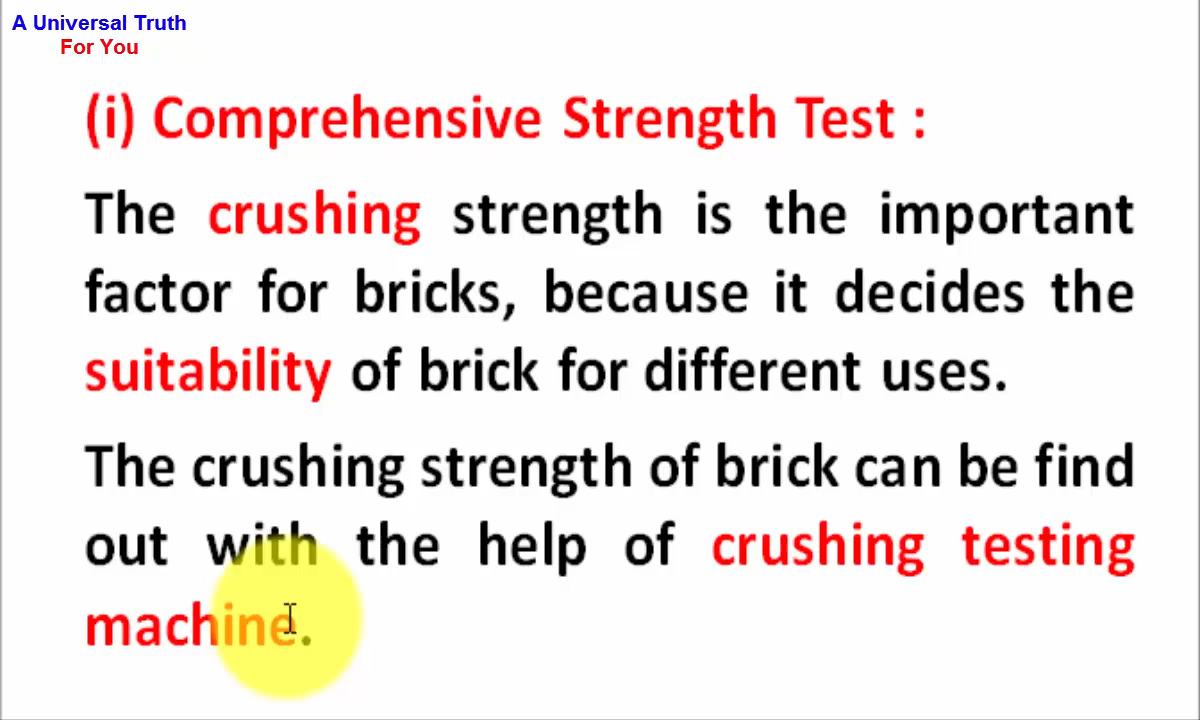 A Universal Truth
For You
(i) Comprehensive Strength Test :
The crushing strength is the important
factor for bricks, because it decides the
suitability of brick for different uses.
The crushing strength of brick can be find
out with the help of crushing testing
machine.